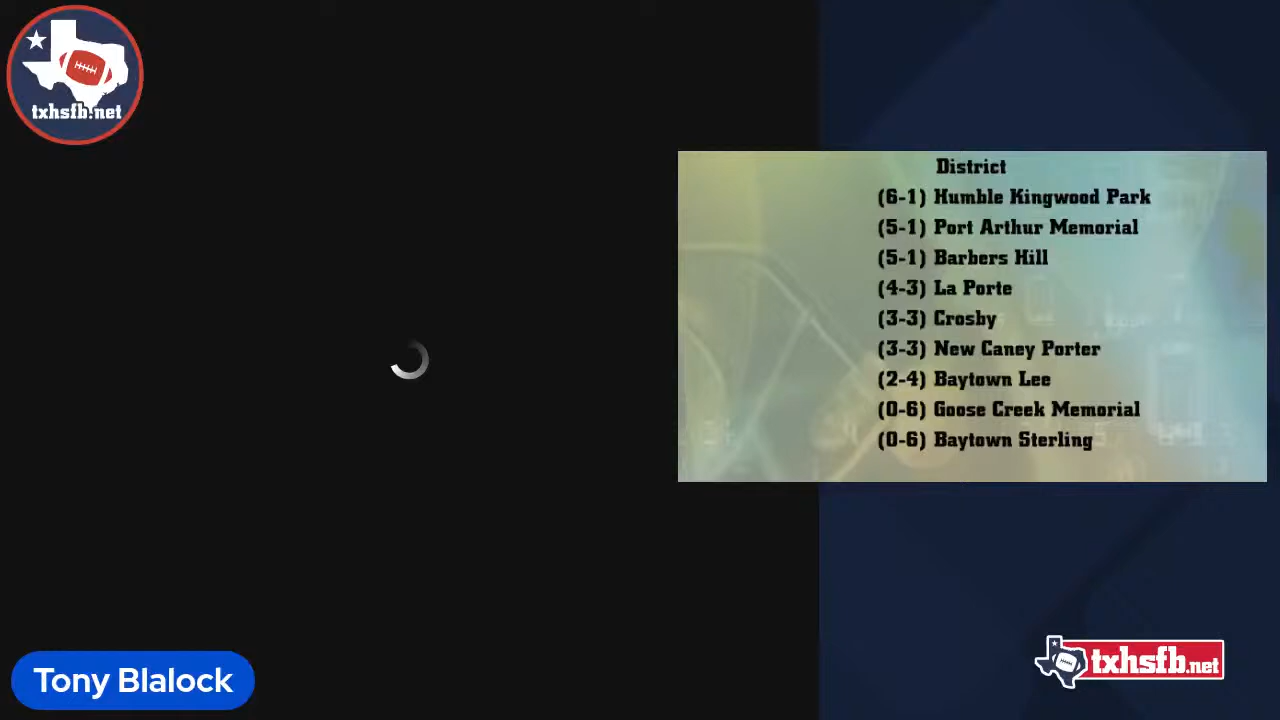 txhsfb.net
District
(6-1) Humble Kingwood Park
(5-1) Port Arthur Memorial
(5-1) Barbers Hill
(4-3) La Porte
(3-3) Crosby
(3-3) New Caney Porter
(2-4) Baytown Lee
(0-6) Goose Creek Memorial
(0-6) Baytown Sterling
txhsfb.net
Tony Blalock